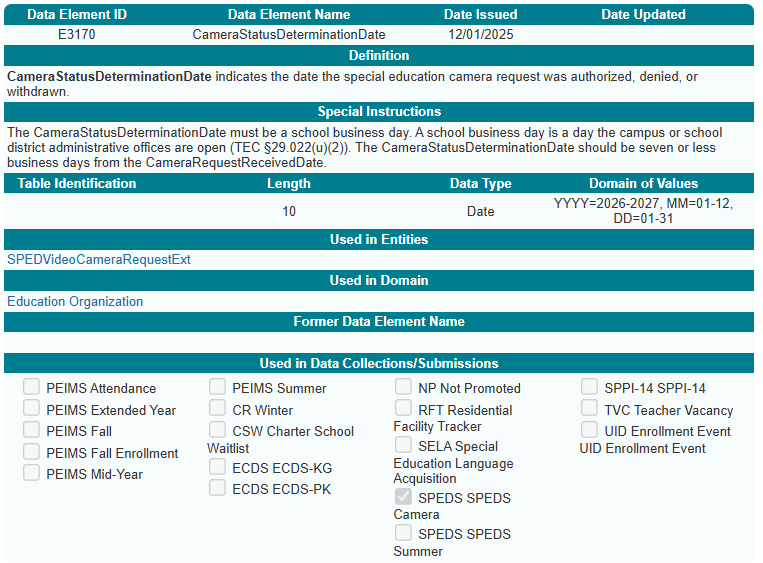 Data Element ID Data Element Name Date Issued Date Updated
E3170 CameraStatusDeterminationDate 12/01/2025
Definition
CameraStatusDeterminationDate indicates the date the special education camera request was authorized, denied, or
withdrawn.
Special Instructions
The CameraStatusDeterminationDate must be a school business day. A school business day is a day the campus or school
district administrative offices are open (TEC §29.022(u)(2)). The CameraStatusDeterminationDate should be seven or less
business days from the CameraRequestReceivedDate.
Table Identification Length Data Type Domain of Values
10 Date YYYY=2026-2027, MM=01-12,
DD=01-31
Used in Entities
SPEDVideoCameraRequestExt
Used in Domain
Education Organization
Former Data Element Name
Used in Data Collections/Submissions
PEIMS Attendance
PEIMS Extended Year
PEIMS Fall
PEIMS Fall Enrollment
PEIMS Mid-Year
PEIMS Summer
CR Winter
CSW Charter School
Waitlist
ECDS ECDS-KG
ECDS ECDS-PK
NP Not Promoted
RFT Residential
Facility Tracker
SELA Special
Education Language
Acquisition
SPEDS SPEDS
Camera
SPEDS SPEDS
Summer
SPPI-14 SPPI-14
TVC Teacher Vacancy
UID Enrollment Event
UID Enrollment Event